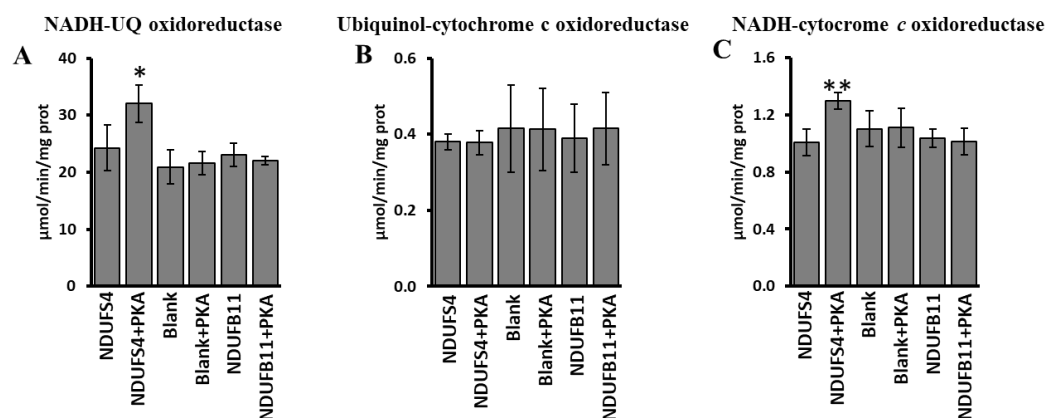 NADH-UQ oxidoreductase
A
*
40
30
20
10
0
µmol/min/mg prot
NDUFS4
NDUFS4+PKA
Blank
Blank+PKA
NDUFB11
NDUFB11+PKA
Ubiquinol-cytochrome c oxidoreductase
B
0.6
0.4
0.2
0.0
µmol/min/mg prot
NDUFS4
NDUFS4+PKA
Blank
Blank+PKA
NDUFB11
NDUFB11+PKA
NADH-cytocrome c oxidoreductase
C
**
1.6
1.2
0.8
0.4
0.0
µmol/min/mg prot
NDUFS4
NDUFS4+PKA
Blank
Blank+PKA
NDUFB11
NDUFB11+PKA